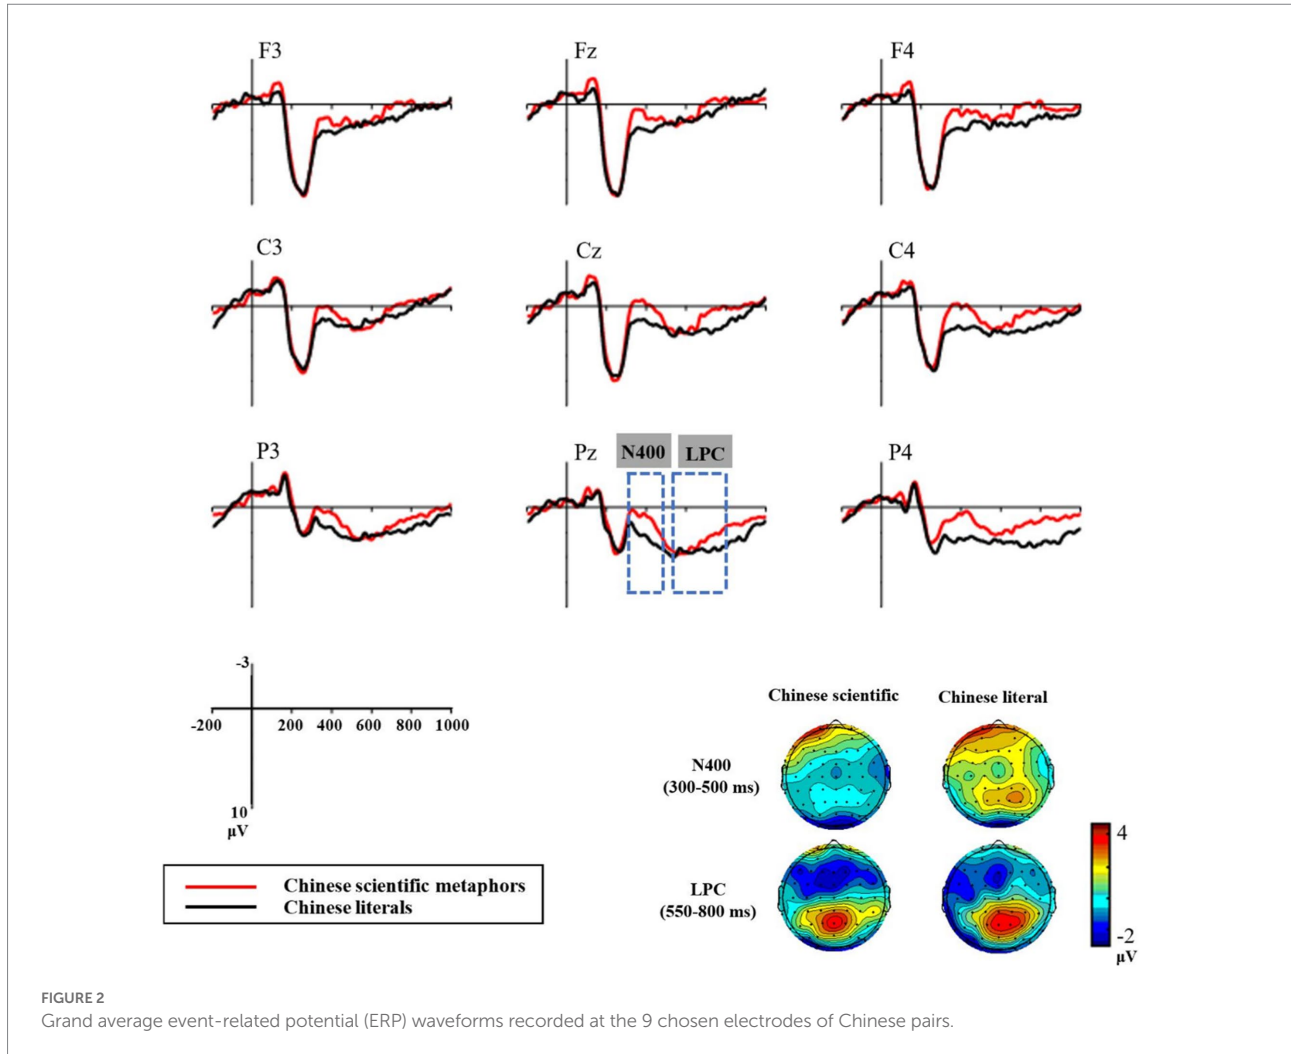 F3
Fz
F4
C3
Cz
C4
P3
Pz
N400
LPC
P4
-3
-200
200
400
600
800
1000
10
μV
Chinese scientific
Chinese literal
N400
(300-500 ms)
LPC
(550-800 ms)
4
-2
μV
Chinese scientific metaphors
Chinese literals
FIGURE 2
Grand average event-related potential (ERP) waveforms recorded at the 9 chosen electrodes of Chinese pairs.